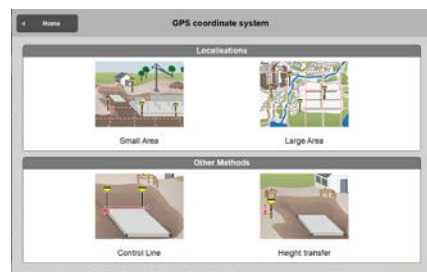 Home
GPS coordinate system
Localisations
Small Area
Large Area
Other Methods
Control Line
Height transfer